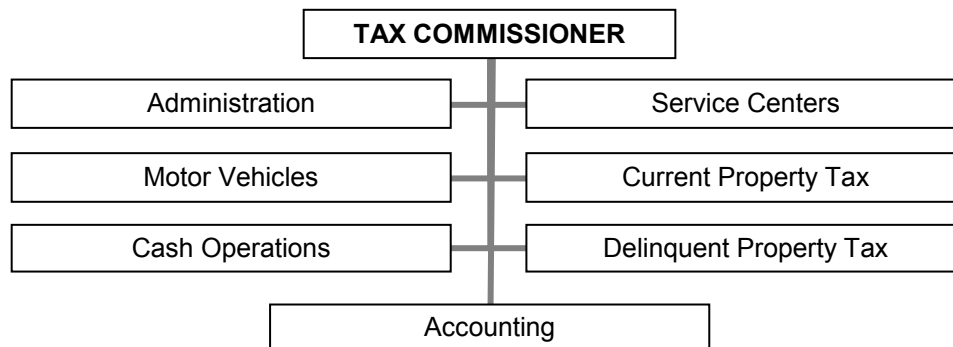 TAX COMMISSIONER
Administration
Service Centers
Motor Vehicles
Current Property Tax
Cash Operations
Delinquent Property Tax
Accounting